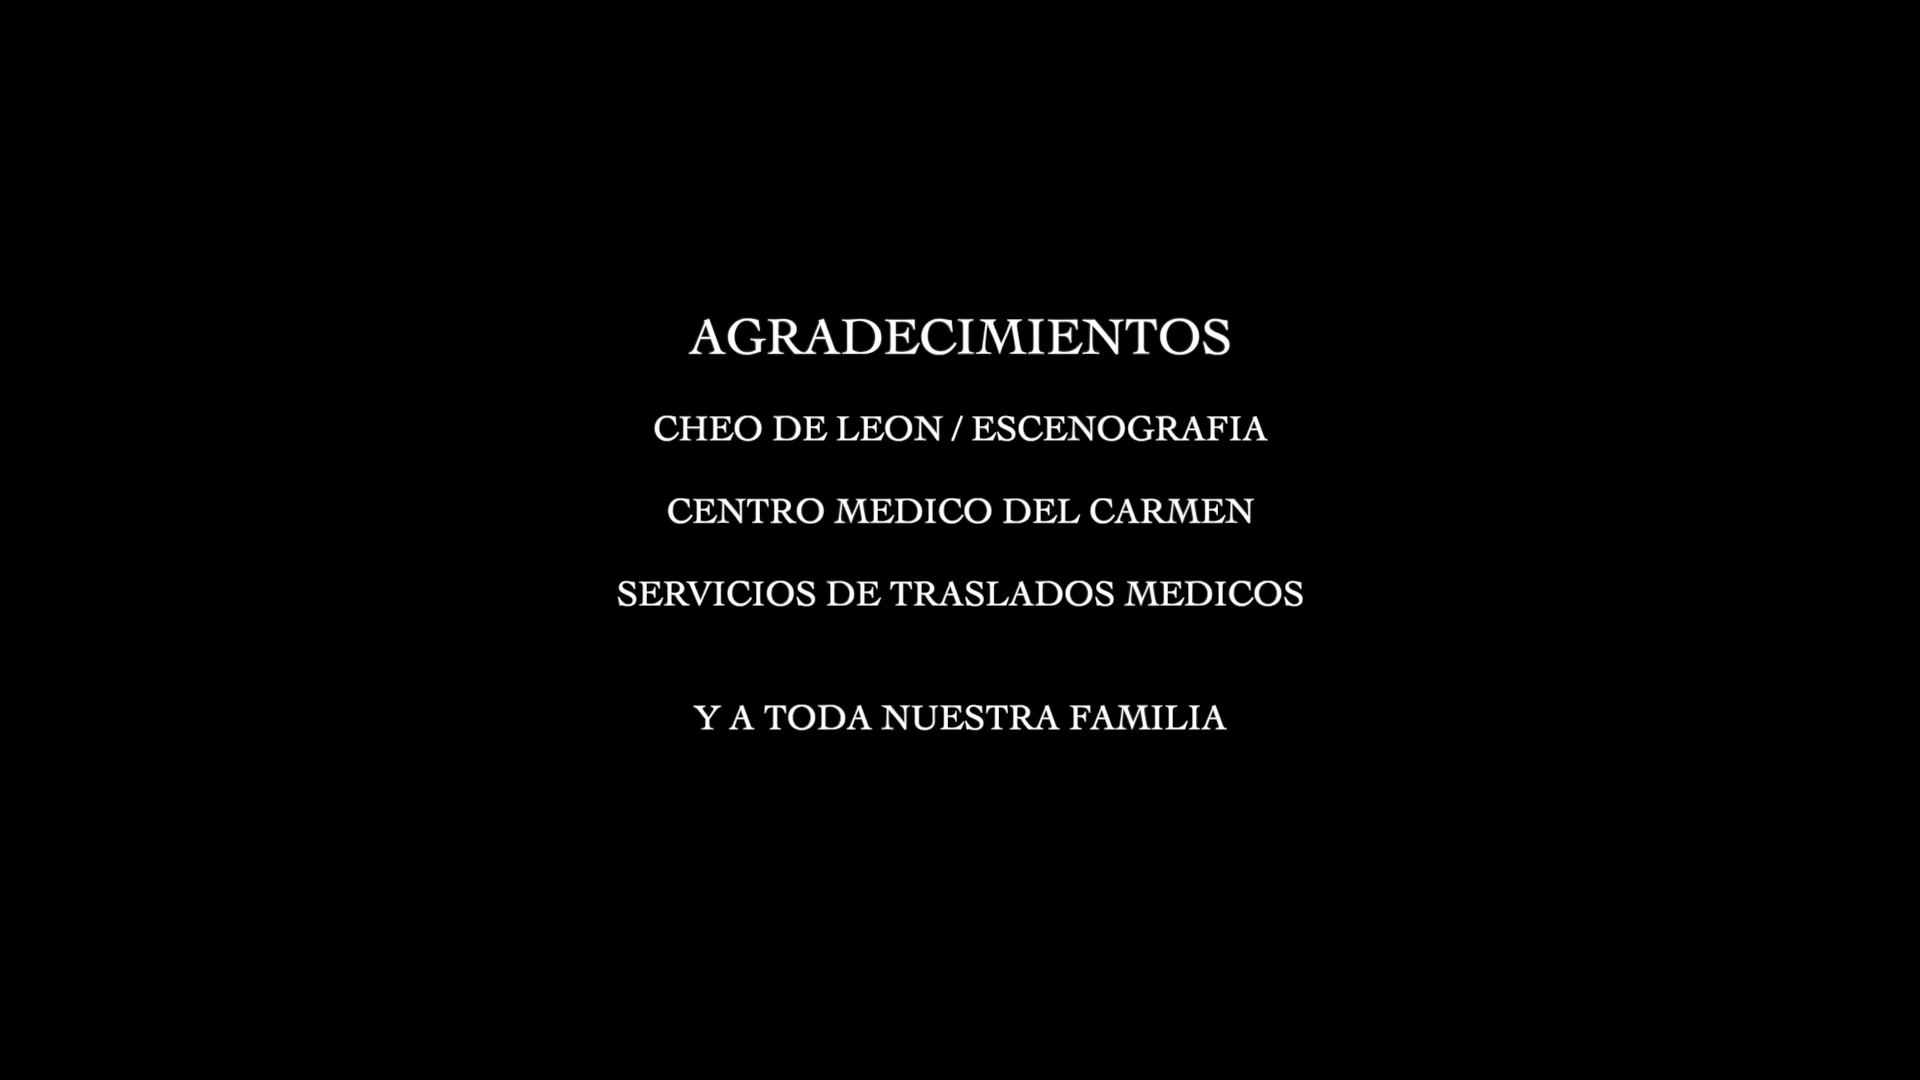 AGRADECIMIENTOS
CHEO DE LEON / ESCENOGRAFIA
CENTRO MEDICO DEL CARMEN
SERVICIOS DE TRASLADOS MEDICOS
Y A TODA NUESTRA FAMILIA